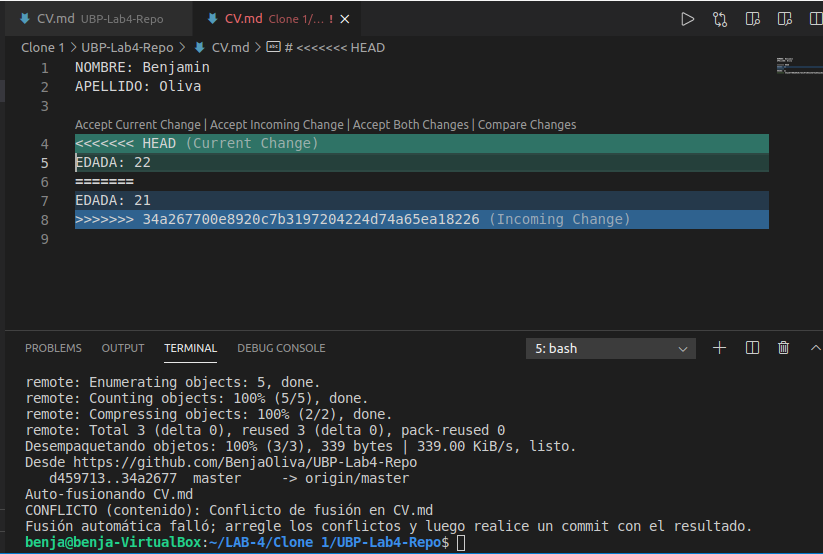 CV.md UBP-Lab4-Repo CV.md Clone 1/... !
Clone 1 > UBP-Lab4-Repo > CV.md > abc # <<<<<<< HEAD
1 NOMBRE: Benjamin
2 APELLIDO: Oliva
3
Accept Current Change | Accept Incoming Change | Accept Both Changes | Compare Changes
4 <<<<<<< HEAD (Current Change)
5 EDADA: 22
6 =======
7 EDADA: 21
8 >>>>>>> 34a267700e8920c7b3197204224d74a65ea18226 (Incoming Change)
9
PROBLEMS OUTPUT TERMINAL DEBUG CONSOLE 5: bash
remote: Enumerating objects: 5, done.
remote: Counting objects: 100% (5/5), done.
remote: Compressing objects: 100% (2/2), done.
remote: Total 3 (delta 0), reused 3 (delta 0), pack-reused 0
Desempaquetando objetos: 100% (3/3), 339 bytes | 339.00 KiB/s, listo.
Desde https://github.com/BenjaOliva/UBP-Lab4-Repo
d459713..34a2677 master -> origin/master
Auto-fusionando CV.md
CONFLICTO (contenido): Conflicto de fusión en CV.md
Fusión automática falló; arregle los conflictos y luego realice un commit con el resultado.
benja@benja-VirtualBox:~/LAB-4/Clone 1/UBP-Lab4-Repo$